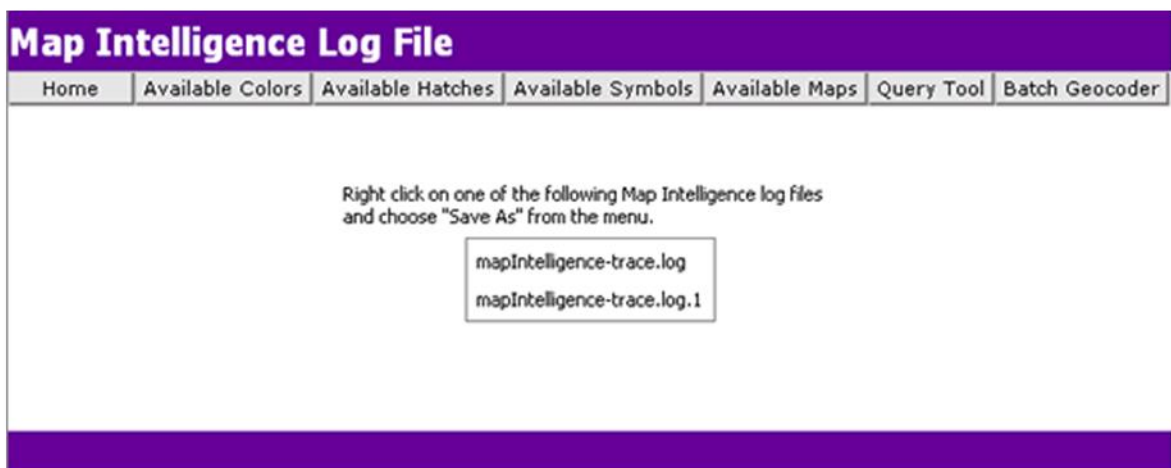 Map Intelligence Log File
Home Available Colors Available Hatches Available Symbols Available Maps Query Tool Batch Geocoder
Right click on one of the following Map Intelligence log files
and choose "Save As" from the menu.
mapIntelligence-trace.log
mapIntelligence-trace.log.1